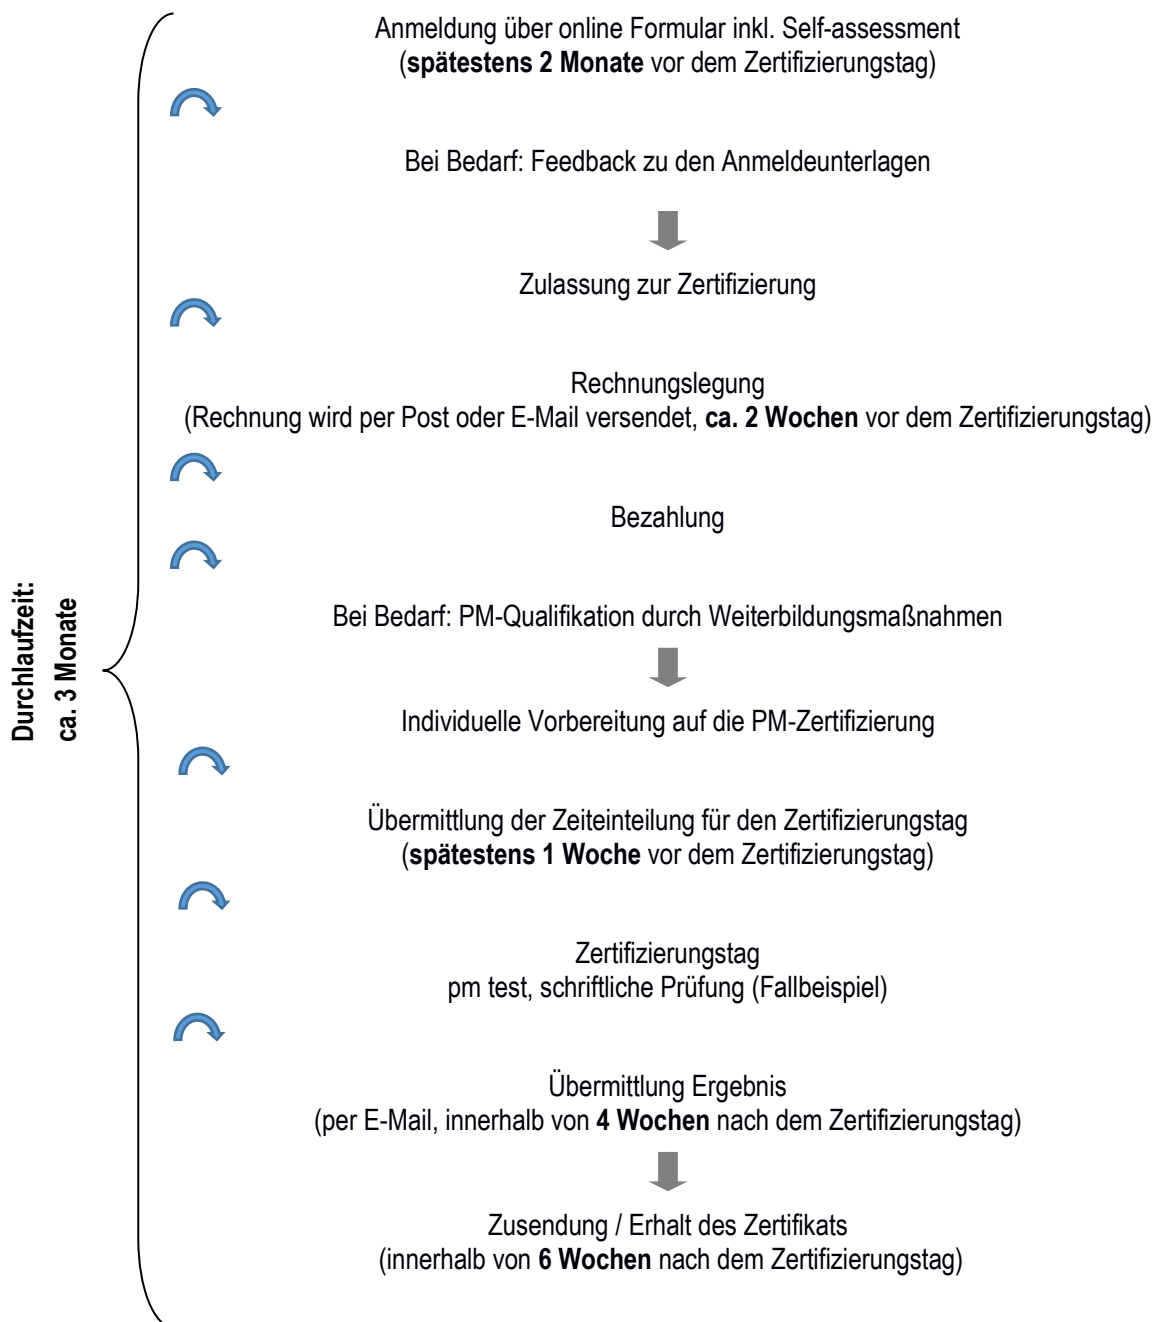 Anmeldung über online Formular inkl. Self-assessment
(spätestens 2 Monate vor dem Zertifizierungstag)
Bei Bedarf: Feedback zu den Anmeldeunterlagen
Zulassung zur Zertifizierung
Rechnungslegung
(Rechnung wird per Post oder E-Mail versendet, ca. 2 Wochen vor dem Zertifizierungstag)
Bezahlung
Bei Bedarf: PM-Qualifikation durch Weiterbildungsmaßnahmen
Durchlaufzeit:
ca. 3 Monate
Individuelle Vorbereitung auf die PM-Zertifizierung
Übermittlung der Zeiteinteilung für den Zertifizierungstag
(spätestens 1 Woche vor dem Zertifizierungstag)
Zertifizierungstag
pm test, schriftliche Prüfung (Fallbeispiel)
Übermittlung Ergebnis
(per E-Mail, innerhalb von 4 Wochen nach dem Zertifizierungstag)
Zusendung / Erhalt des Zertifikats
(innerhalb von 6 Wochen nach dem Zertifizierungstag)